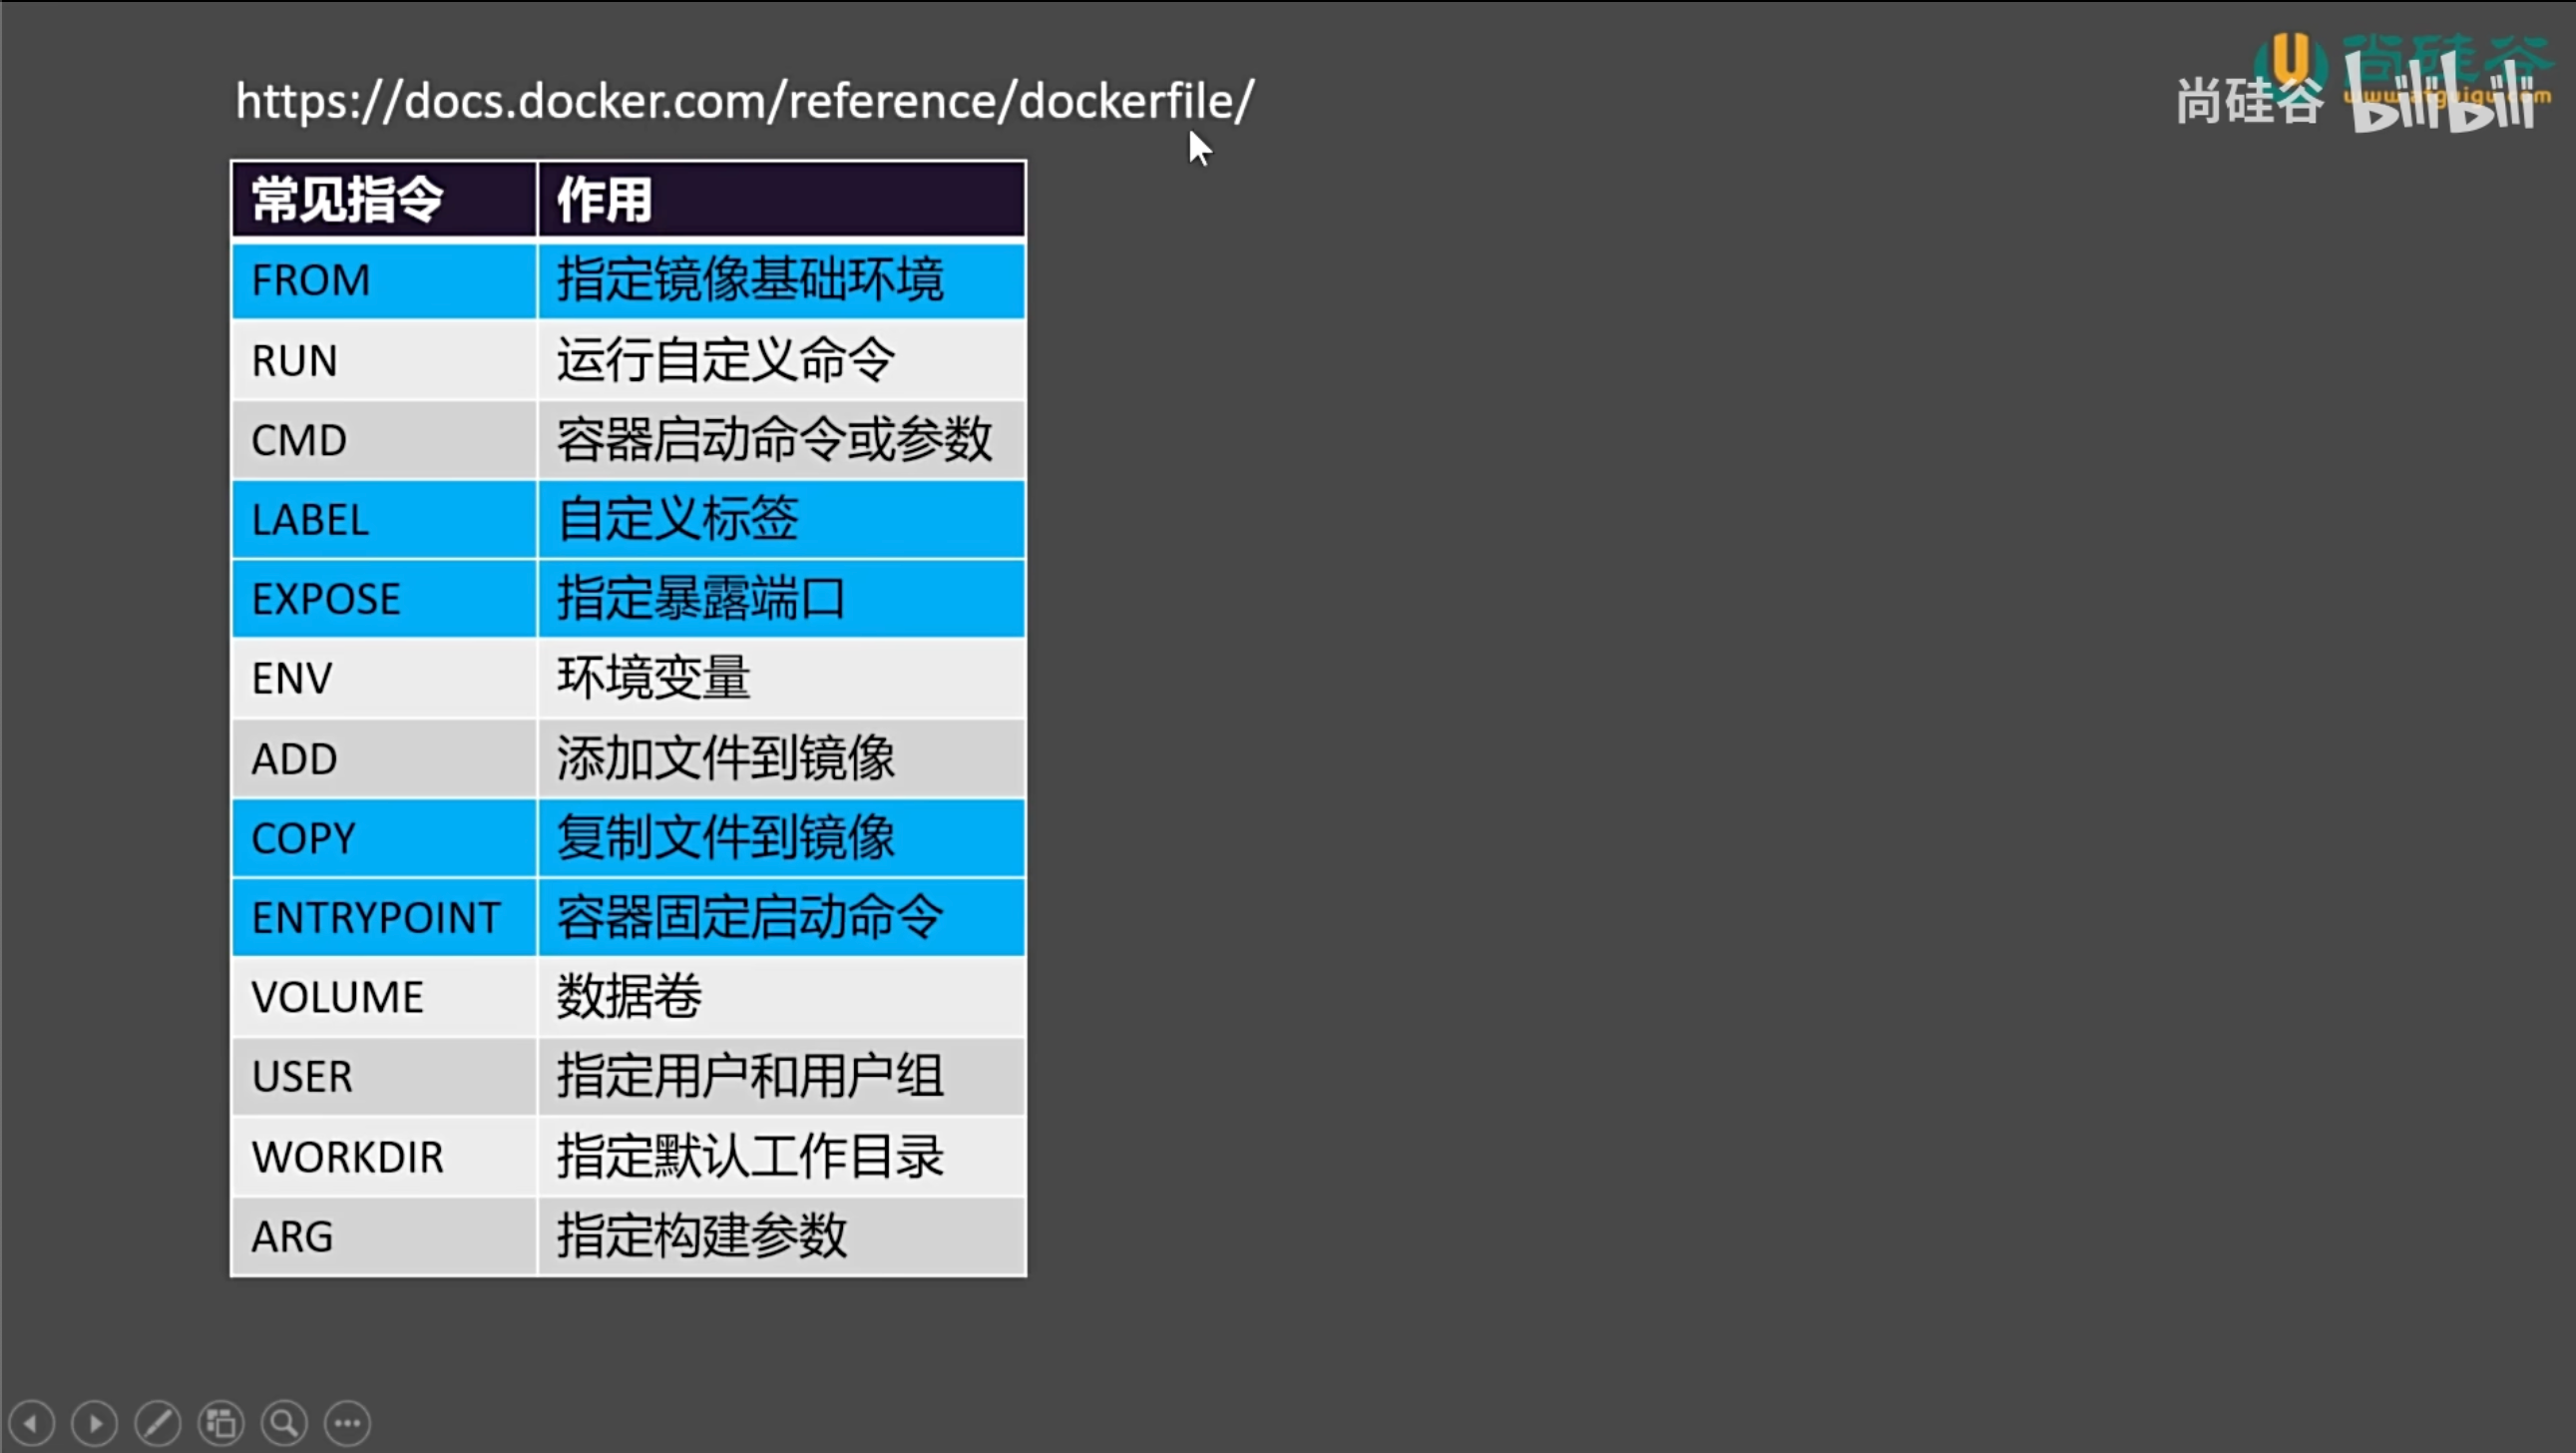 https://docs.docker.com/reference/dockerfile/
尚硅谷 bilibili
尚硅谷
常见指令 作用
FROM 指定镜像基础环境
RUN 运行自定义命令
CMD 容器启动命令或参数
LABEL 自定义标签
EXPOSE 指定暴露端口
ENV 环境变量
ADD 添加文件到镜像
COPY 复制文件到镜像
ENTRYPOINT 容器固定启动命令
VOLUME 数据卷
USER 指定用户和用户组
WORKDIR 指定默认工作目录
ARG 指定构建参数